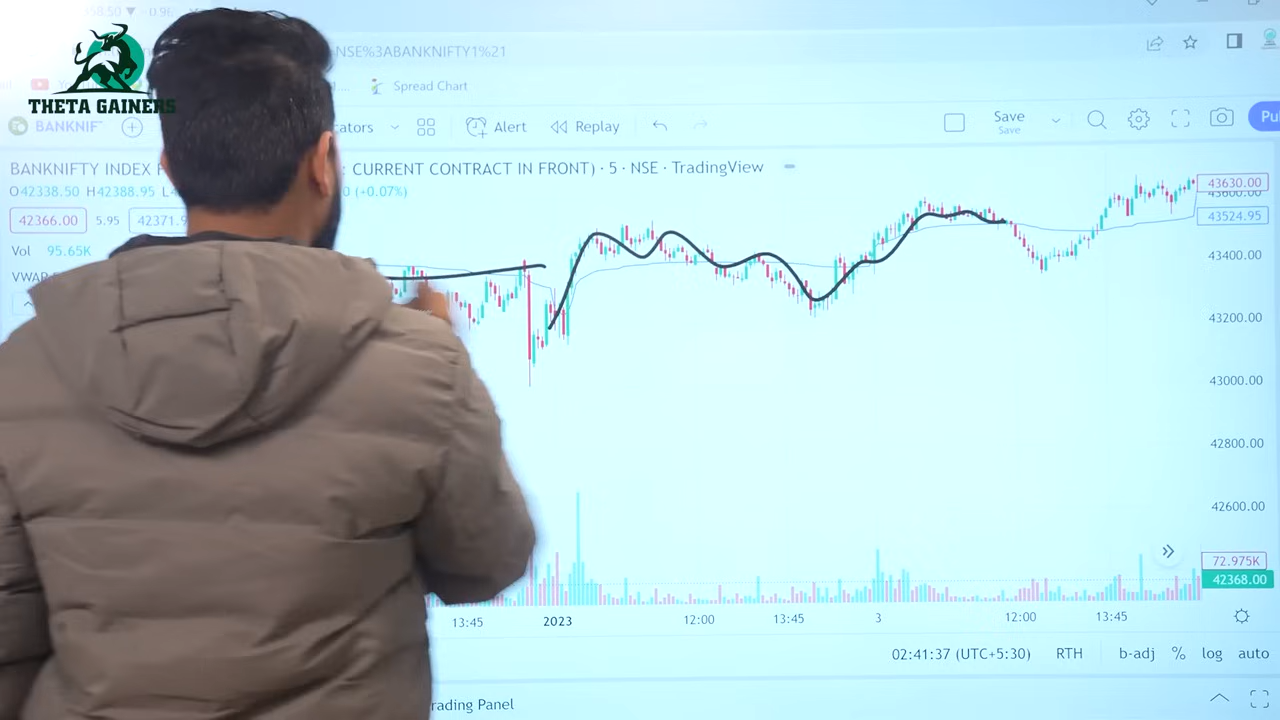 NSE%3ABANKNIFTY1%21
Spread Chart
THETA GAINERS
BANKNIF
Alert
Replay
Save
Save
BANKNIFTY INDEX
: CURRENT CONTRACT IN FRONT) · 5 · NSE · TradingView
O42338.50 H42388.95
(+0.07%)
42366.00
5.95
Vol 95.65K
VWAP
43630.00
43600.00
43524.95
43400.00
43200.00
43000.00
42800.00
42600.00
72.975K
42368.00
13:45
2023
12:00
13:45
3
12:00
13:45
02:41:37 (UTC+5:30)
RTH
b-adj
%
log
auto